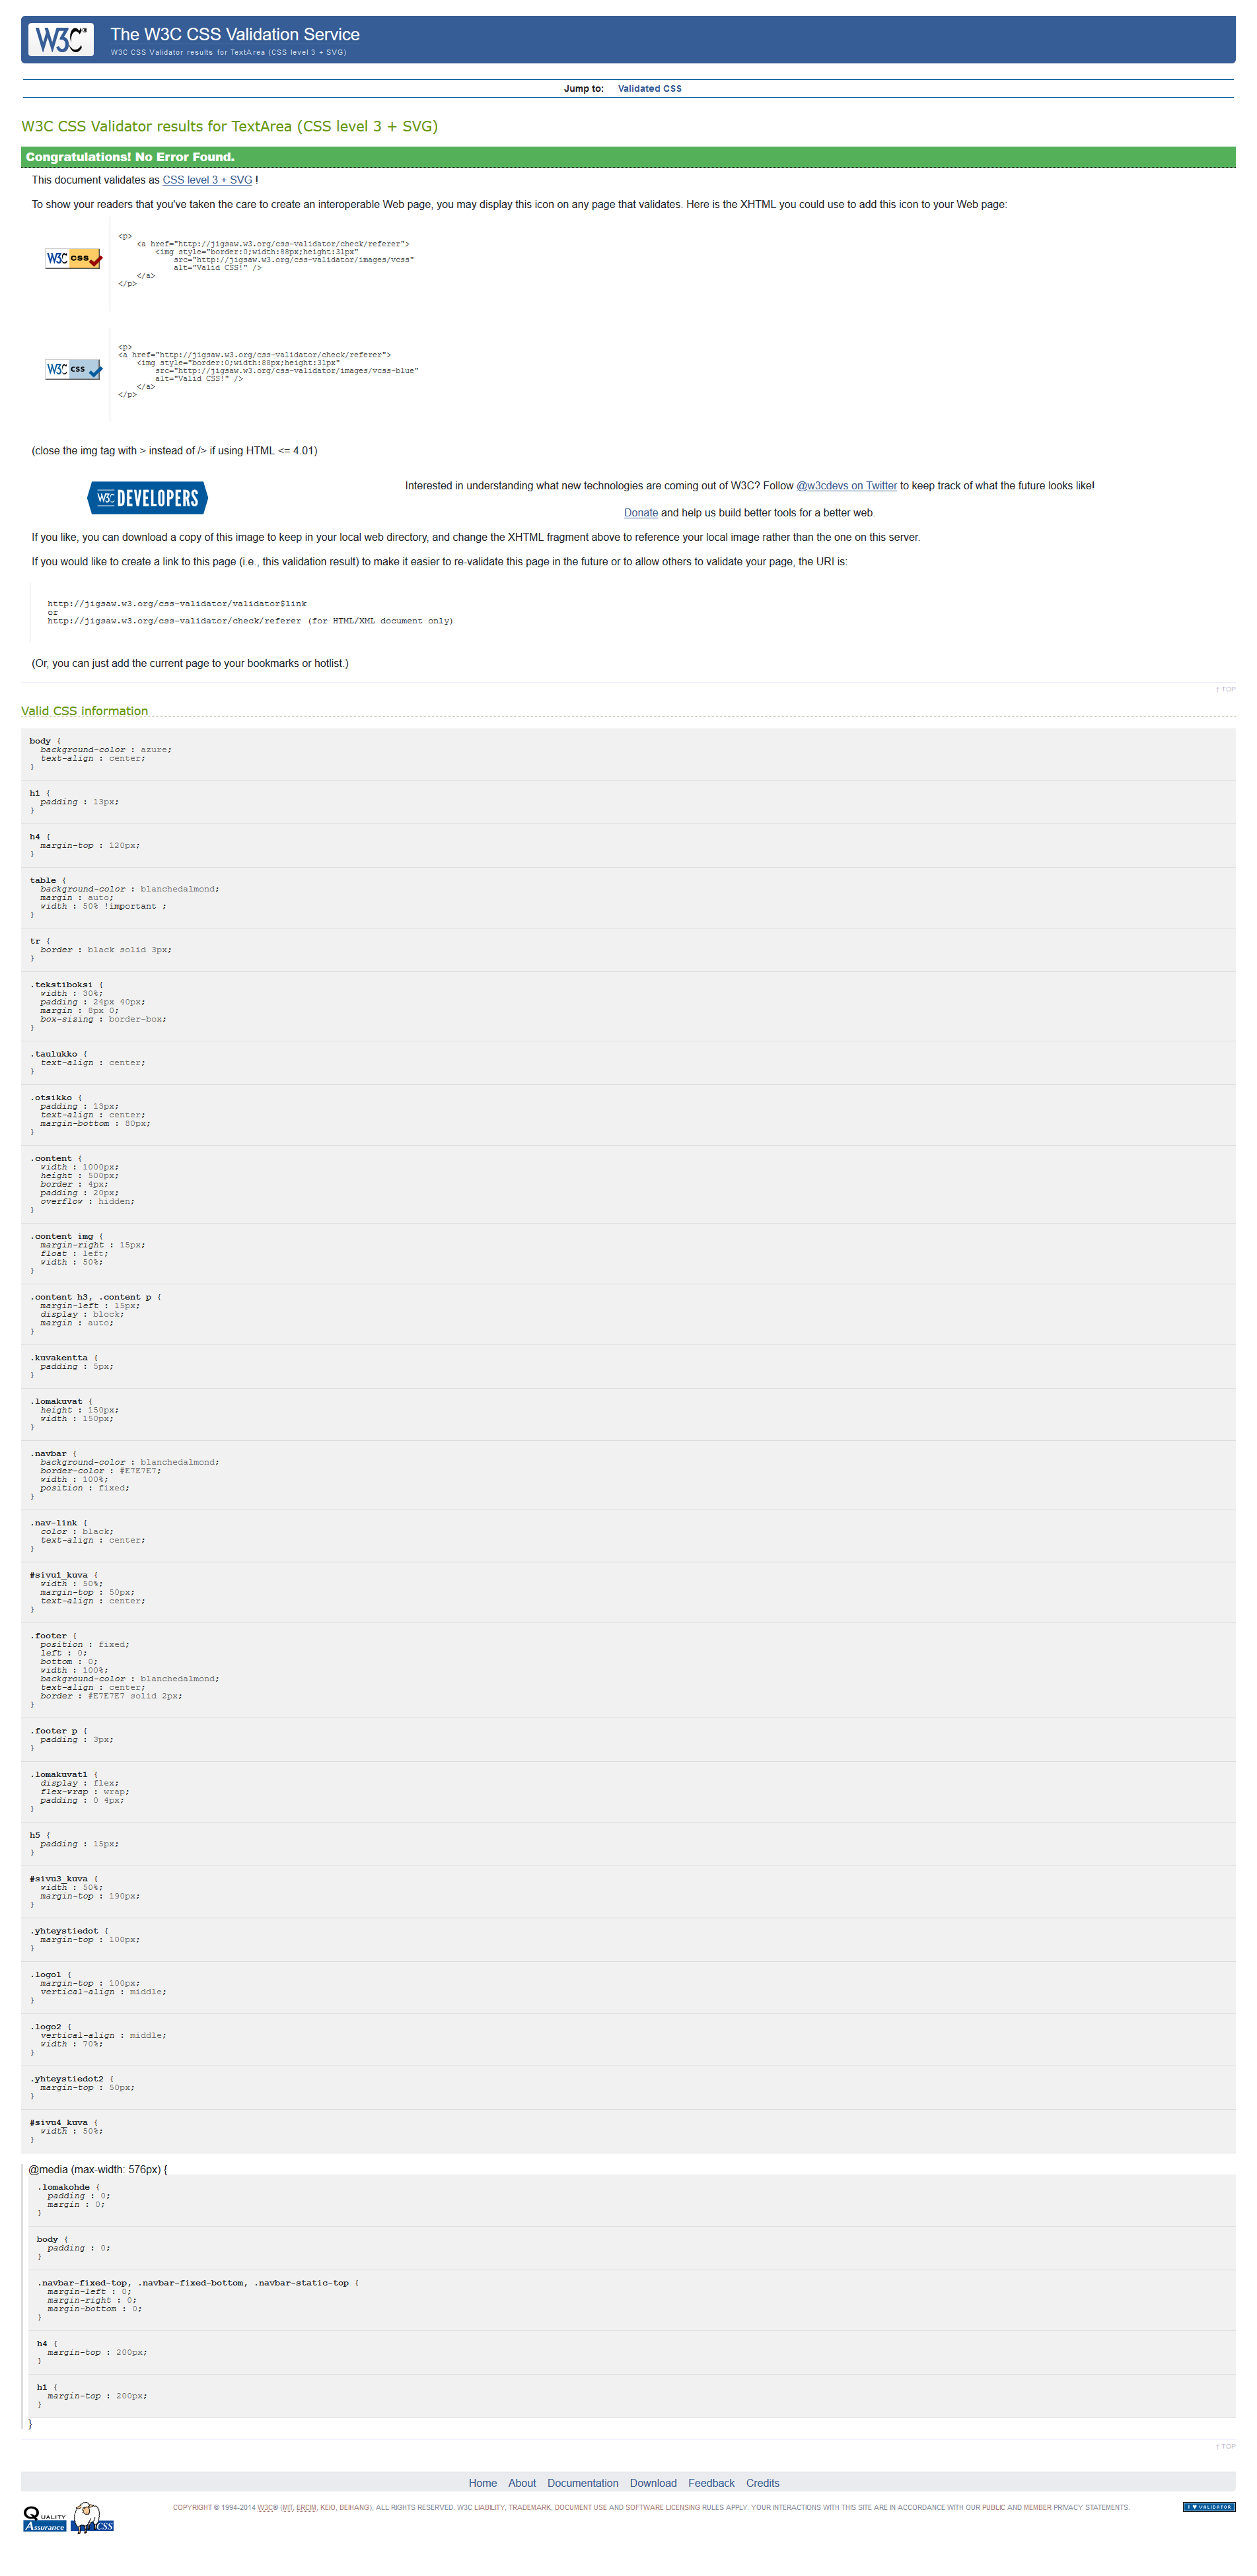 W3C®
The W3C CSS Validation Service
W3C CSS Validator results for TextArea (CSS level 3 + SVG)
Jump to: Validated CSS
W3C CSS Validator results for TextArea (CSS level 3 + SVG)
Congratulations! No Error Found.
This document validates as CSS level 3 + SVG !
To show your readers that you've taken the care to create an interoperable Web page, you may display this icon on any page that validates. Here is the XHTML you could use to add this icon to your Web page:
W3C css
<p>
<a href="http://jigsaw.w3.org/css-validator/check/referer">
<img style="border:0;width:88px;height:31px"
src="http://jigsaw.w3.org/css-validator/images/vcss"
alt="Valid CSS!" />
</a>
</p>
W3C css
<p>
<a href="http://jigsaw.w3.org/css-validator/check/referer">
<img style="border:0;width:88px;height:31px"
src="http://jigsaw.w3.org/css-validator/images/vcss-blue"
alt="Valid CSS!" />
</a>
</p>
(close the img tag with > instead of /> if using HTML <= 4.01)
W3C DEVELOPERS
Interested in understanding what new technologies are coming out of W3C? Follow @w3cdevs on Twitter to keep track of what the future looks like!
Donate and help us build better tools for a better web.
If you like, you can download a copy of this image to keep in your local web directory, and change the XHTML fragment above to reference your local image rather than the one on this server.
If you would like to create a link to this page (i.e., this validation result) to make it easier to re-validate this page in the future or to allow others to validate your page, the URI is:
http://jigsaw.w3.org/css-validator/validator$link
or
http://jigsaw.w3.org/css-validator/check/referer (for HTML/XML document only)
(Or, you can just add the current page to your bookmarks or hotlist.)
↑ TOP
Valid CSS information
body {
background-color : azure;
text-align : center;
}
h1 {
padding : 13px;
}
h4 {
margin-top : 120px;
}
table {
background-color : blanchedalmond;
margin : auto;
width : 50% !important ;
}
tr {
border : black solid 3px;
}
.tekstiboksi {
width : 30%;
padding : 24px 40px;
margin : 8px 0;
box-sizing : border-box;
}
.taulukko {
text-align : center;
}
.otsikko {
padding : 13px;
text-align : center;
margin-bottom : 80px;
}
.content {
width : 1000px;
height : 500px;
border : 4px;
padding : 20px;
overflow : hidden;
}
.content img {
margin-right : 15px;
float : left;
width : 50%;
}
.content h3, .content p {
margin-left : 15px;
display : block;
margin : auto;
}
.kuvakentta {
padding : 5px;
}
.lomakuvat {
height : 150px;
width : 150px;
}
.navbar {
background-color : blanchedalmond;
border-color : #E7E7E7;
width : 100%;
position : fixed;
}
.nav-link {
color : black;
text-align : center;
}
#sivu1_kuva {
width : 50%;
margin-top : 50px;
text-align : center;
}
.footer {
position : fixed;
left : 0;
bottom : 0;
width : 100%;
background-color : blanchedalmond;
text-align : center;
border : #E7E7E7 solid 2px;
}
.footer p {
padding : 3px;
}
.lomakuvat1 {
display : flex;
flex-wrap : wrap;
padding : 0 4px;
}
h5 {
padding : 15px;
}
#sivu3_kuva {
width : 50%;
margin-top : 190px;
}
.yhteystiedot {
margin-top : 100px;
}
.logo1 {
margin-top : 100px;
vertical-align : middle;
}
.logo2 {
vertical-align : middle;
width : 70%;
}
.yhteystiedot2 {
margin-top : 50px;
}
#sivu4_kuva {
width : 50%;
}
@media (max-width: 576px) {
.lomakohde {
padding : 0;
margin : 0;
}
body {
padding : 0;
}
.navbar-fixed-top, .navbar-fixed-bottom, .navbar-static-top {
margin-left : 0;
margin-right : 0;
margin-bottom : 0;
}
h4 {
margin-top : 200px;
}
h1 {
margin-top : 200px;
}
}
↑ TOP
Home About Documentation Download Feedback Credits
Quality Assurance
CSS
COPYRIGHT © 1994-2014 W3C® (MIT, ERCIM, KEIO, BEIHANG), ALL RIGHTS RESERVED. W3C LIABILITY, TRADEMARK, DOCUMENT USE AND SOFTWARE LICENSING RULES APPLY. YOUR INTERACTIONS WITH THIS SITE ARE IN ACCORDANCE WITH OUR PUBLIC AND MEMBER PRIVACY STATEMENTS.
I ♥ VALIDATOR